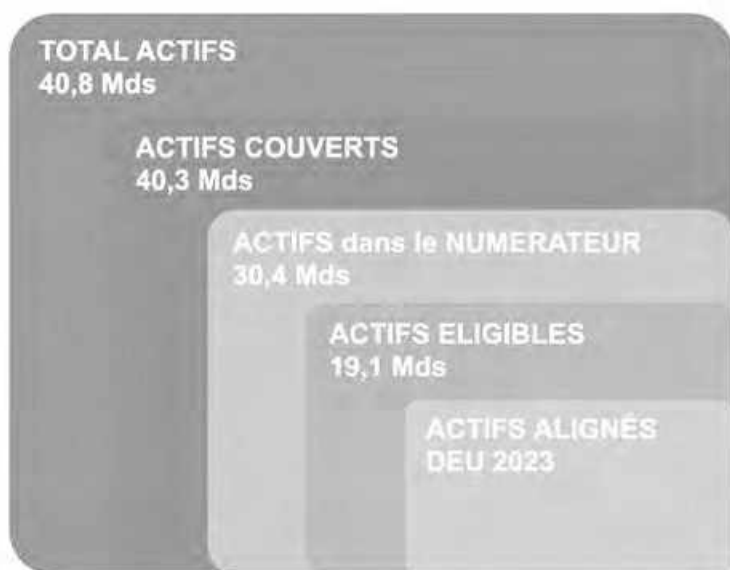 TOTAL ACTIFS
40,8 Mds
ACTIFS COUVERTS
40,3 Mds
ACTIFS dans le NUMERATEUR
30,4 Mds
ACTIFS ELIGIBLES
19,1 Mds
ACTIFS ALIGNÉS
DEU 2023